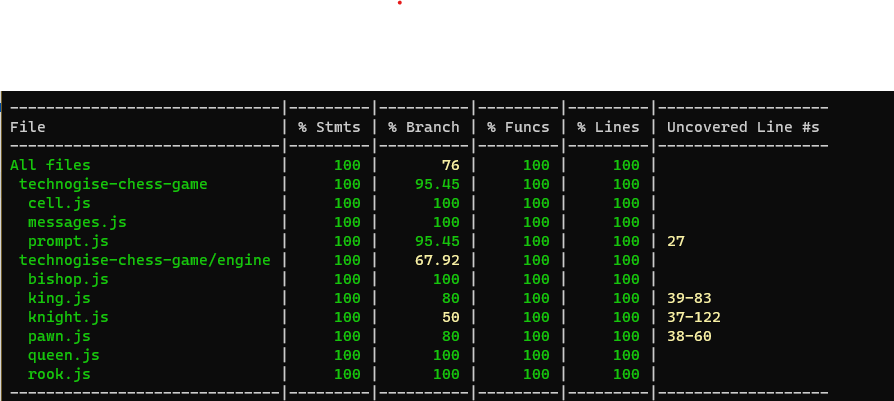 ------------------------------|---------|----------|---------|---------|-------------------
File                          | % Stmts | % Branch | % Funcs | % Lines | Uncovered Line #s
------------------------------|---------|----------|---------|---------|-------------------
All files                     |     100 |       76 |     100 |     100 |
 technogise-chess-game        |     100 |    95.45 |     100 |     100 |
  cell.js                     |     100 |      100 |     100 |     100 |
  messages.js                 |     100 |      100 |     100 |     100 |
  prompt.js                   |     100 |    95.45 |     100 |     100 | 27
 technogise-chess-game/engine |     100 |    67.92 |     100 |     100 |
  bishop.js                   |     100 |      100 |     100 |     100 |
  king.js                     |     100 |       80 |     100 |     100 | 39-83
  knight.js                   |     100 |       50 |     100 |     100 | 37-122
  pawn.js                     |     100 |       80 |     100 |     100 | 38-60
  queen.js                    |     100 |      100 |     100 |     100 |
  rook.js                     |     100 |      100 |     100 |     100 |
------------------------------|---------|----------|---------|---------|-------------------